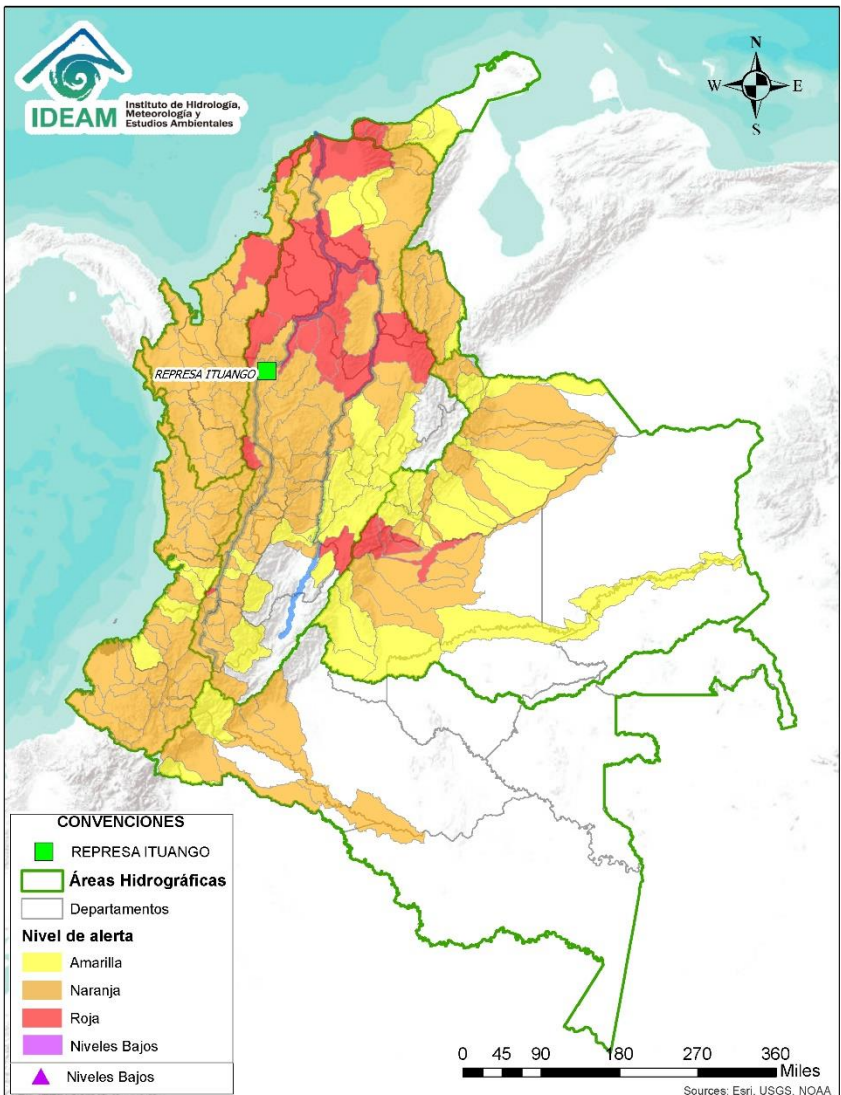 IDEAM
Instituto de Hidrología,
Meteorología y
Estudios Ambientales
N
W
E
S
REPRESA ITUANGO
CONVENCIONES
REPRESA ITUANGO
Áreas Hidrográficas
Departamentos
Nivel de alerta
Amarilla
Naranja
Roja
Niveles Bajos
Niveles Bajos
0 45 90 180 270 360
Miles
Sources: Esri, USGS, NOAA